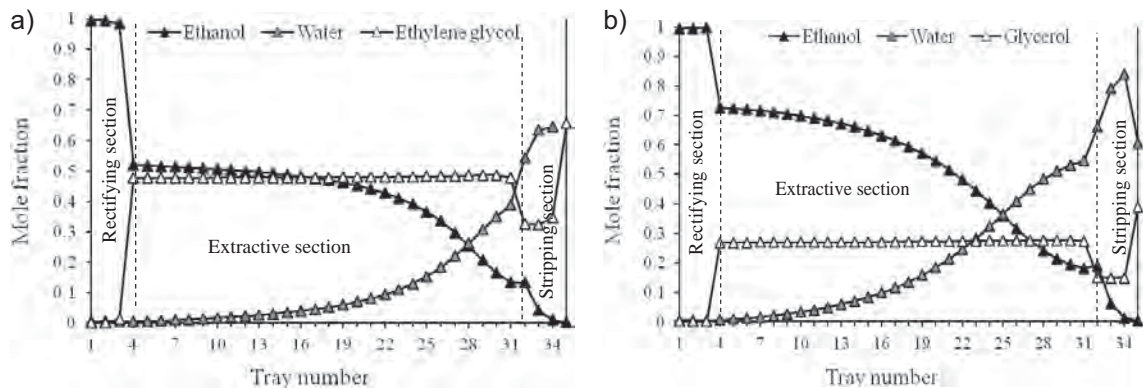 a)
Ethanol Water Ethylene glycol
1
0.9
0.8
0.7
0.6
0.5
0.4
0.3
0.2
0.1
0
Mole fraction
Rectifying section
Extractive section
Stripping section
1 4 7 10 13 16 19 22 25 28 31 34
Tray number
b)
Ethanol Water Glycerol
1
0.9
0.8
0.7
0.6
0.5
0.4
0.3
0.2
0.1
0
Mole fraction
Rectifying section
Extractive section
Stripping section
1 4 7 10 13 16 19 22 25 28 31 34
Tray number